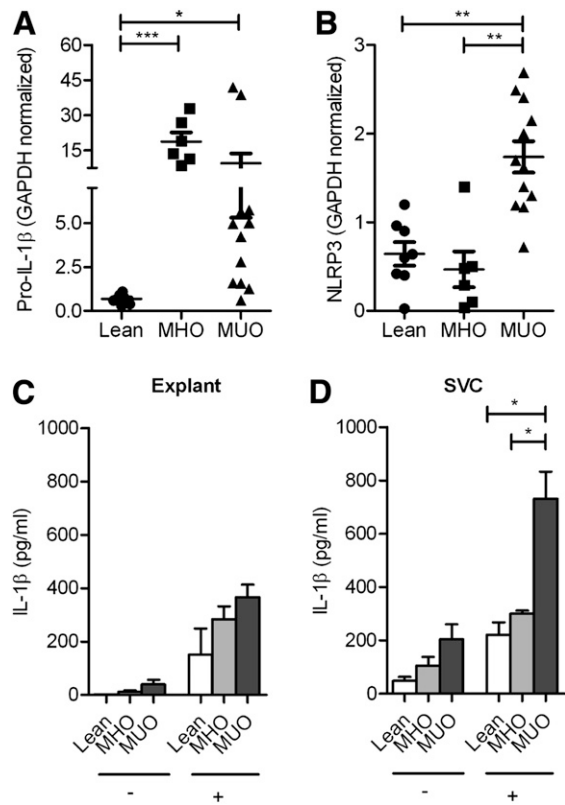 A
*
***
60
45
30
15
5.0
2.5
0.0
Pro-IL-1β (GAPDH normalized)
Lean MHO MUO
B
**
**
3
2
1
0
NLRP3 (GAPDH normalized)
Lean MHO MUO
C
Explant
1000
800
600
400
200
0
IL-1β (pg/ml)
Lean MHO MUO Lean MHO MUO
- +
D
SVC
*
*
1000
800
600
400
200
0
IL-1β (pg/ml)
Lean MHO MUO Lean MHO MUO
- +